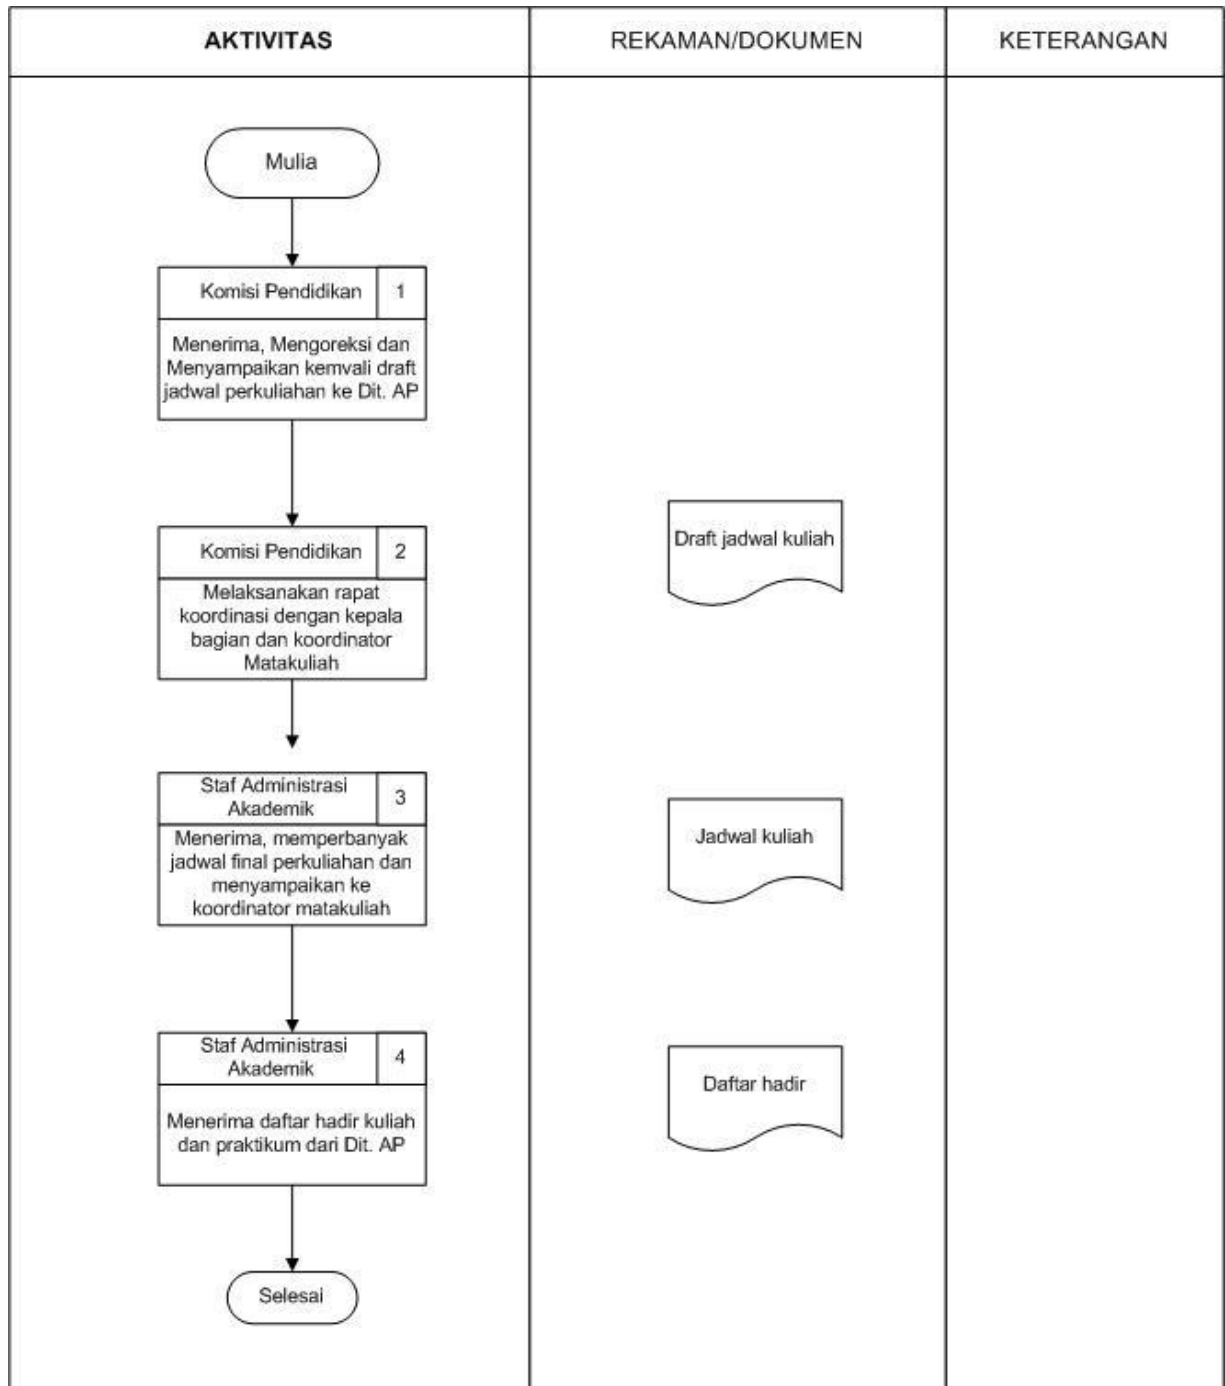 AKTIVITAS
REKAMAN/DOKUMEN
KETERANGAN
Mulia
Komisi Pendidikan
1
Menerima, Mengoreksi dan
Menyampaikan kemvali draft
jadwal perkuliahan ke Dit. AP
Komisi Pendidikan
2
Melaksanakan rapat
koordinasi dengan kepala
bagian dan koordinator
Matakuliah
Draft jadwal kuliah
Staf Administrasi
Akademik
3
Menerima, memperbanyak
jadwal final perkuliahan dan
menyampaikan ke
koordinator matakuliah
Jadwal kuliah
Staf Administrasi
Akademik
4
Menerima daftar hadir kuliah
dan praktikum dari Dit. AP
Daftar hadir
Selesai